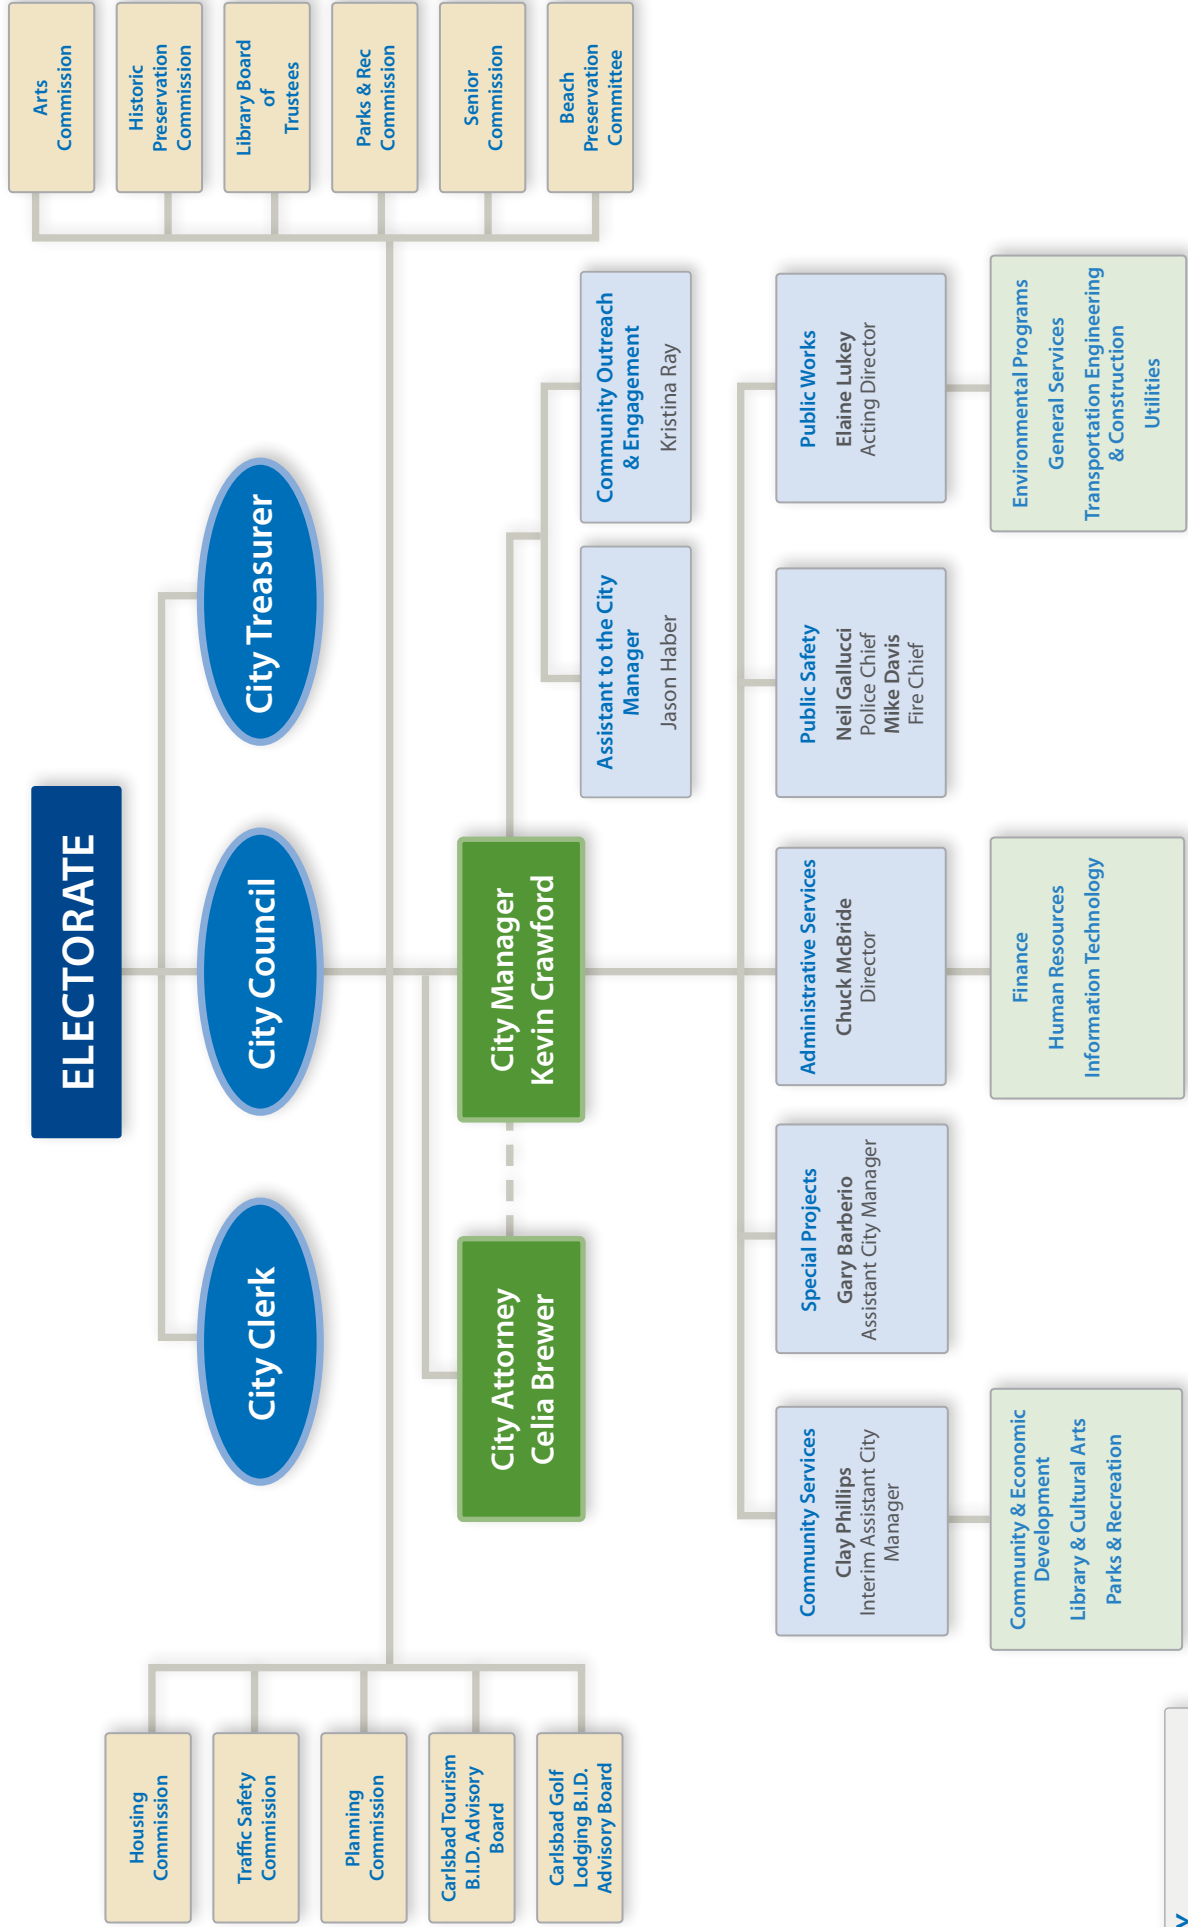 ELECTORATE
City Clerk
City Council
City Treasurer
Housing
Commission
Traffic Safety
Commission
Planning
Commission
Carlsbad Tourism
B.I.D. Advisory
Board
Carlsbad Golf
Lodging B.I.D.
Advisory Board
Arts
Commission
Historic
Preservation
Commission
Library Board
of
Trustees
Parks & Rec
Commission
Senior
Commission
Beach
Preservation
Committee
City Attorney
Celia Brewer
City Manager
Kevin Crawford
Assistant to the City
Manager
Jason Haber
Community Outreach
& Engagement
Kristina Ray
Community Services
Clay Phillips
Interim Assistant City
Manager
Special Projects
Gary Barberio
Assistant City Manager
Administrative Services
Chuck McBride
Director
Public Safety
Neil Gallucci
Police Chief
Mike Davis
Fire Chief
Public Works
Elaine Lukey
Acting Director
Community & Economic
Development
Library & Cultural Arts
Parks & Recreation
Finance
Human Resources
Information Technology
Environmental Programs
General Services
Transportation Engineering
& Construction
Utilities